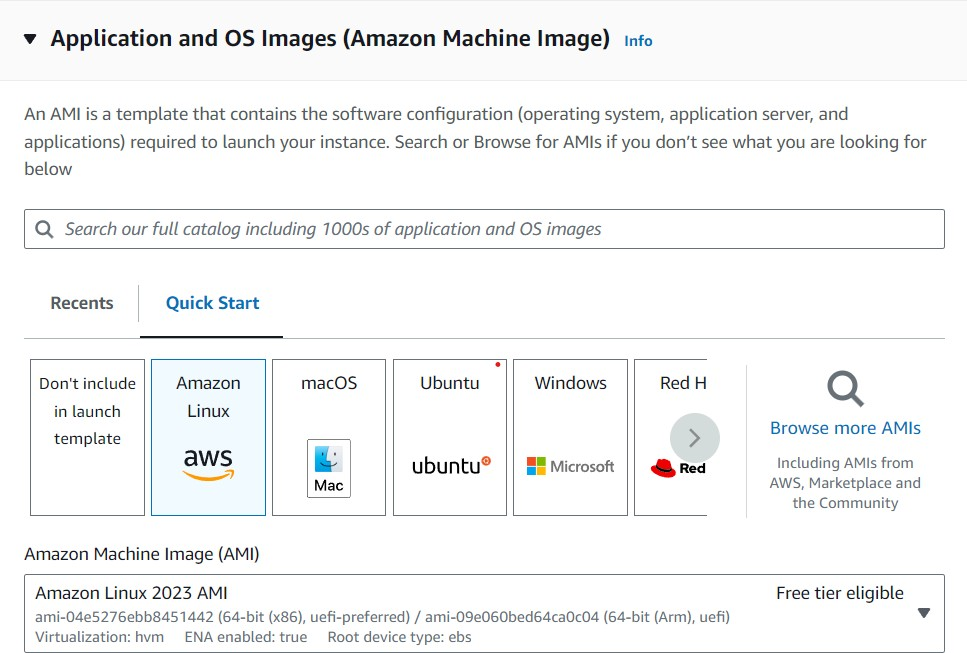 Application and OS Images (Amazon Machine Image) Info
An AMI is a template that contains the software configuration (operating system, application server, and
applications) required to launch your instance. Search or Browse for AMIs if you don’t see what you are looking for
below
Search our full catalog including 1000s of application and OS images
Recents
Quick Start
Don't include
in launch
template
Amazon
Linux
aws
macOS
Mac
Ubuntu
ubuntu
Windows
Microsoft
Red H
Red
Browse more AMIs
Including AMIs from
AWS, Marketplace and
the Community
Amazon Machine Image (AMI)
Amazon Linux 2023 AMI
Free tier eligible
ami-04e5276ebb8451442 (64-bit (x86), uefi-preferred) / ami-09e060bed64ca0c04 (64-bit (Arm), uefi)
Virtualization: hvm ENA enabled: true Root device type: ebs